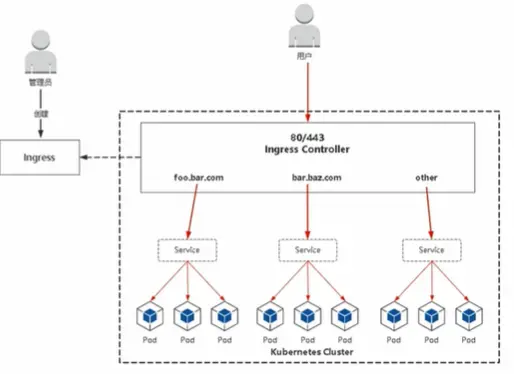 用户
管理员
创建
Ingress
80/443
Ingress Controller
foo.bar.com
bar.baz.com
other
Service
Service
Service
Pod
Pod
Pod
Pod
Pod
Pod
Pod
Pod
Pod
Kubernetes Cluster